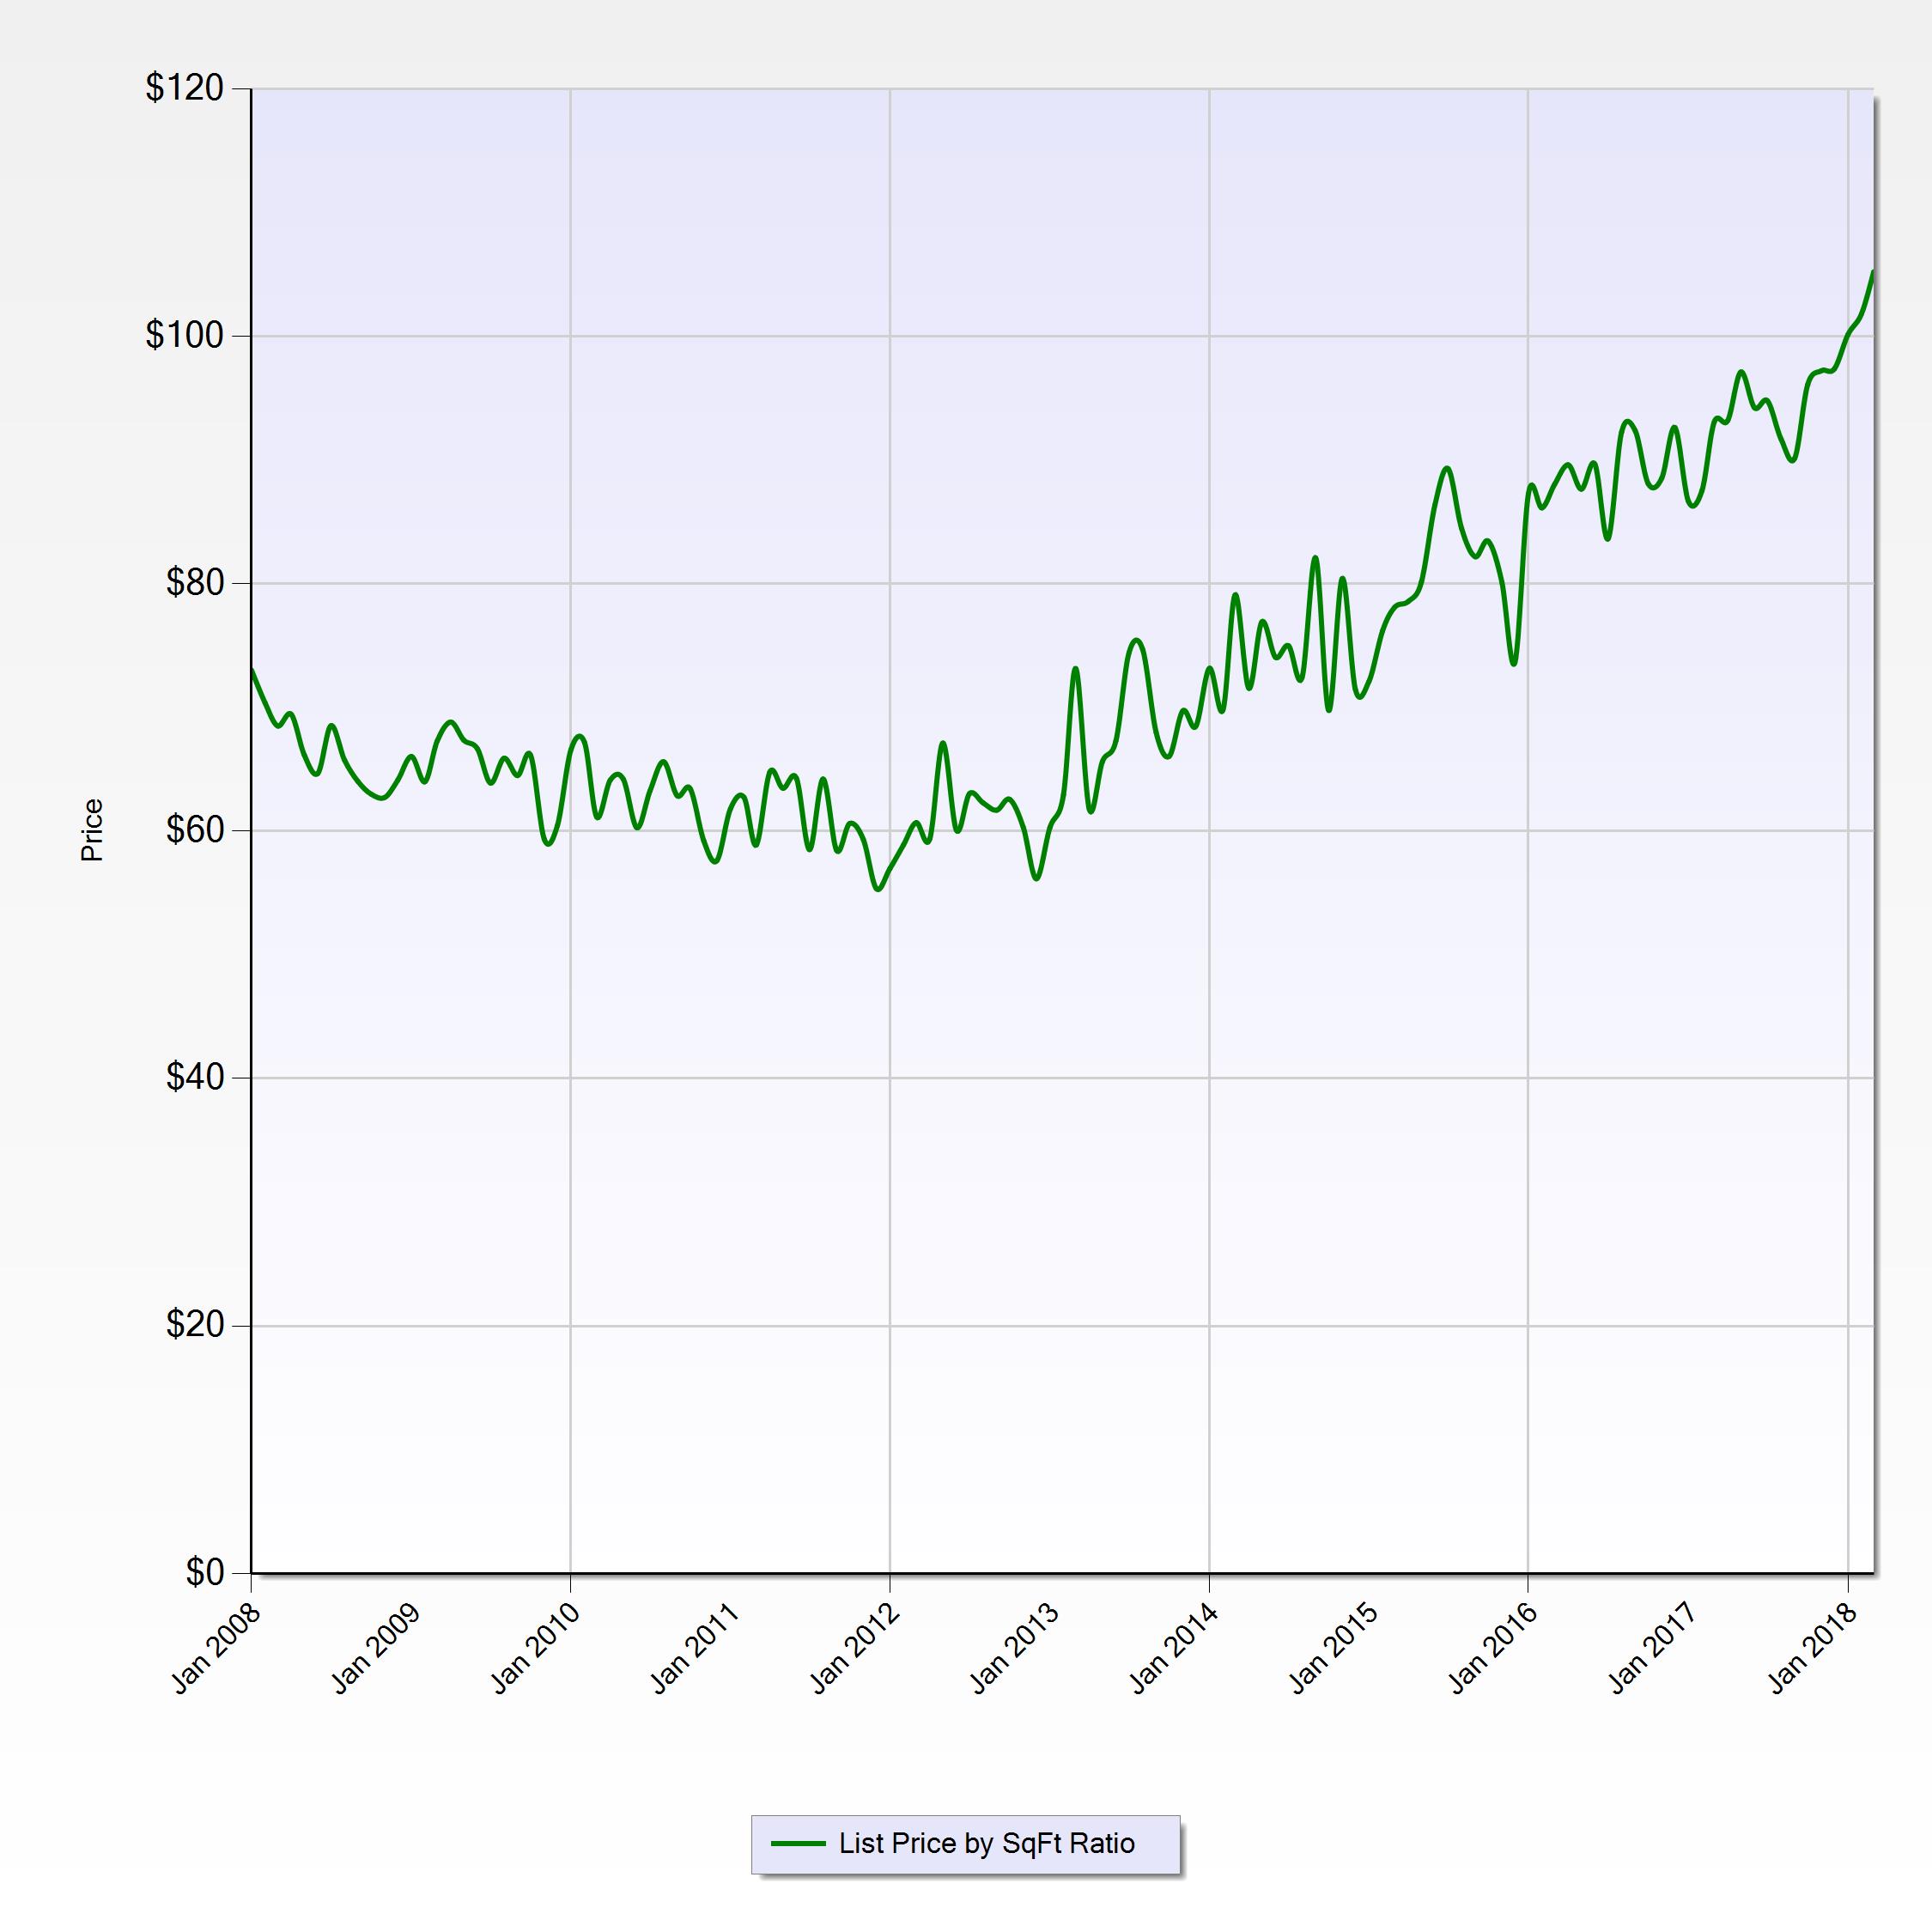 $120
$100
$80
$60
$40
$20
$0
Price
Jan 2008
Jan 2009
Jan 2010
Jan 2011
Jan 2012
Jan 2013
Jan 2014
Jan 2015
Jan 2016
Jan 2017
Jan 2018
List Price by SqFt Ratio